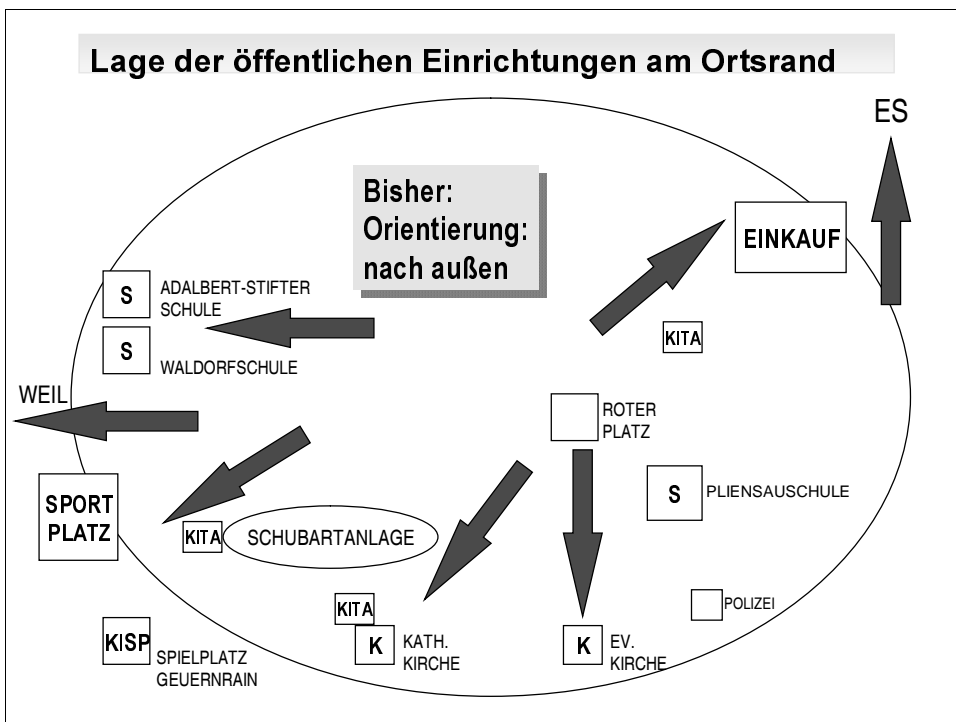 Lage der öffentlichen Einrichtungen am Ortsrand
ES
Bisher:
Orientierung:
nach außen
EINKAUF
S
ADALBERT-STIFTER
SCHULE
S
WALDORFSCHULE
KITA
WEIL
ROTER
PLATZ
SPORT
PLATZ
S
PLIENSAUSCHULE
KITA
SCHUBARTANLAGE
KITA
POLIZEI
KISP
SPIELPLATZ
GEUERNRAIN
K
KATH.
KIRCHE
K
EV.
KIRCHE